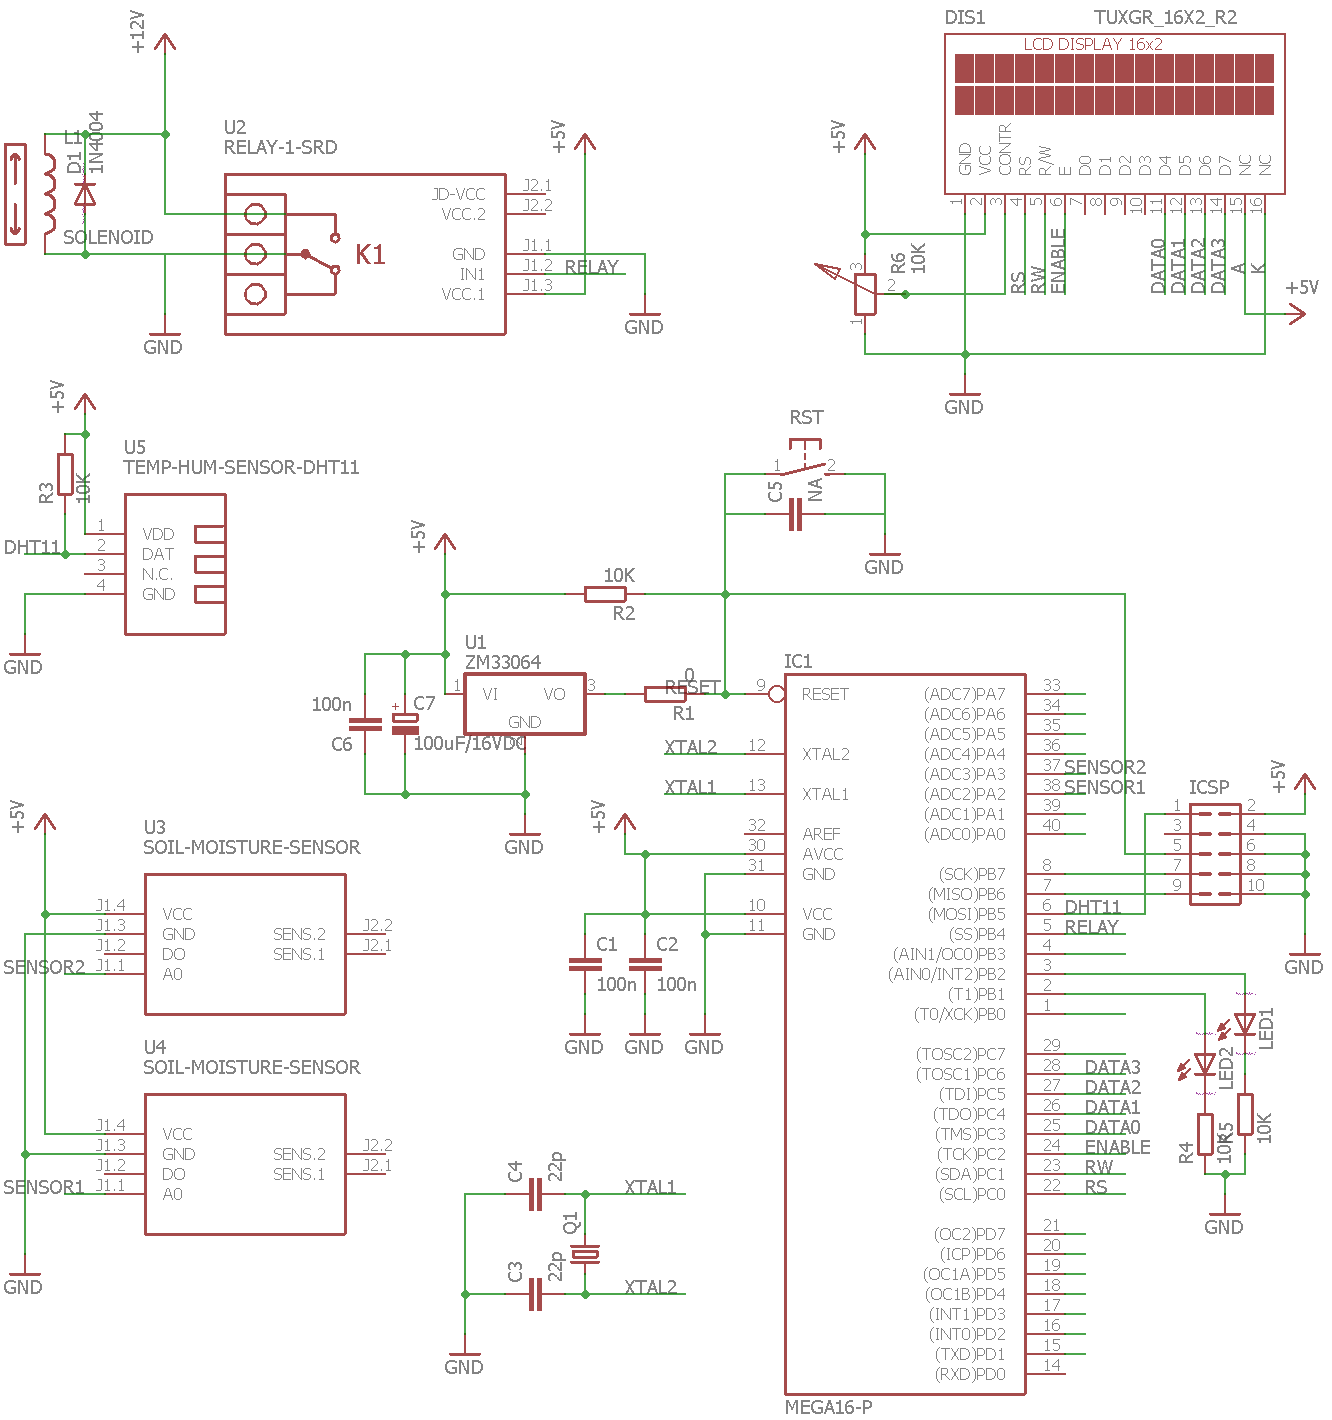 +12V
L1
D1
1N4004
SOLENOID
GND
U2
RELAY-1-SRD
K1
JD-VCC
VCC.2
GND
IN1
VCC.1
J2.1
J2.2
J1.1
J1.2
J1.3
RELAY
+5V
GND
DIS1
TUXGR_16X2_R2
LCD DISPLAY 16x2
GND
VCC
CONTR
RS
R/W
E
D0
D1
D2
D3
D4
D5
D6
D7
NC
NC
1
2
3
4
5
6
7
8
9
10
11
12
13
14
15
16
RS
RW
ENABLE
DATA0
DATA1
DATA2
DATA3
A
K
+5V
+5V
R6
10K
3
2
1
GND
+5V
R3
10K
DHT11
U5
TEMP-HUM-SENSOR-DHT11
1
2
3
4
VDD
DAT
N.C.
GND
GND
RST
1
2
C5
NA
GND
+5V
10K
R2
U1
ZM33064
1
VI
VO
3
GND
2
0
RESET
R1
100n
C6
+
C7
100uF/16VDC
GND
XTAL2
XTAL1
+5V
C1
100n
C2
100n
GND
GND
GND
IC1
9
12
13
32
30
31
10
11
RESET
XTAL2
XTAL1
AREF
AVCC
GND
VCC
GND
(ADC7)PA7
(ADC6)PA6
(ADC5)PA5
(ADC4)PA4
(ADC3)PA3
(ADC2)PA2
(ADC1)PA1
(ADC0)PA0
(SCK)PB7
(MISO)PB6
(MOSI)PB5
(SS)PB4
(AIN1/OC0)PB3
(AIN0/INT2)PB2
(T1)PB1
(T0/XCK)PB0
(TOSC2)PC7
(TOSC1)PC6
(TDI)PC5
(TDO)PC4
(TMS)PC3
(TCK)PC2
(SDA)PC1
(SCL)PC0
(OC2)PD7
(ICP)PD6
(OC1A)PD5
(OC1B)PD4
(INT1)PD3
(INT0)PD2
(TXD)PD1
(RXD)PD0
33
34
35
36
37
38
39
40
8
7
6
5
4
3
2
1
29
28
27
26
25
24
23
22
21
20
19
18
17
16
15
14
SENSOR2
SENSOR1
DHT11
RELAY
DATA3
DATA2
DATA1
DATA0
ENABLE
RW
RS
MEGA16-P
ICSP
1
2
3
4
5
6
7
8
9
10
+5V
GND
LED1
LED2
R4
10K
R5
10K
GND
+5V
U3
SOIL-MOISTURE-SENSOR
J1.4
J1.3
J1.2
J1.1
VCC
GND
DO
A0
SENS.2
SENS.1
J2.2
J2.1
SENSOR2
U4
SOIL-MOISTURE-SENSOR
J1.4
J1.3
J1.2
J1.1
VCC
GND
DO
A0
SENS.2
SENS.1
J2.2
J2.1
SENSOR1
GND
C4
22p
XTAL1
Q1
C3
22p
XTAL2
GND